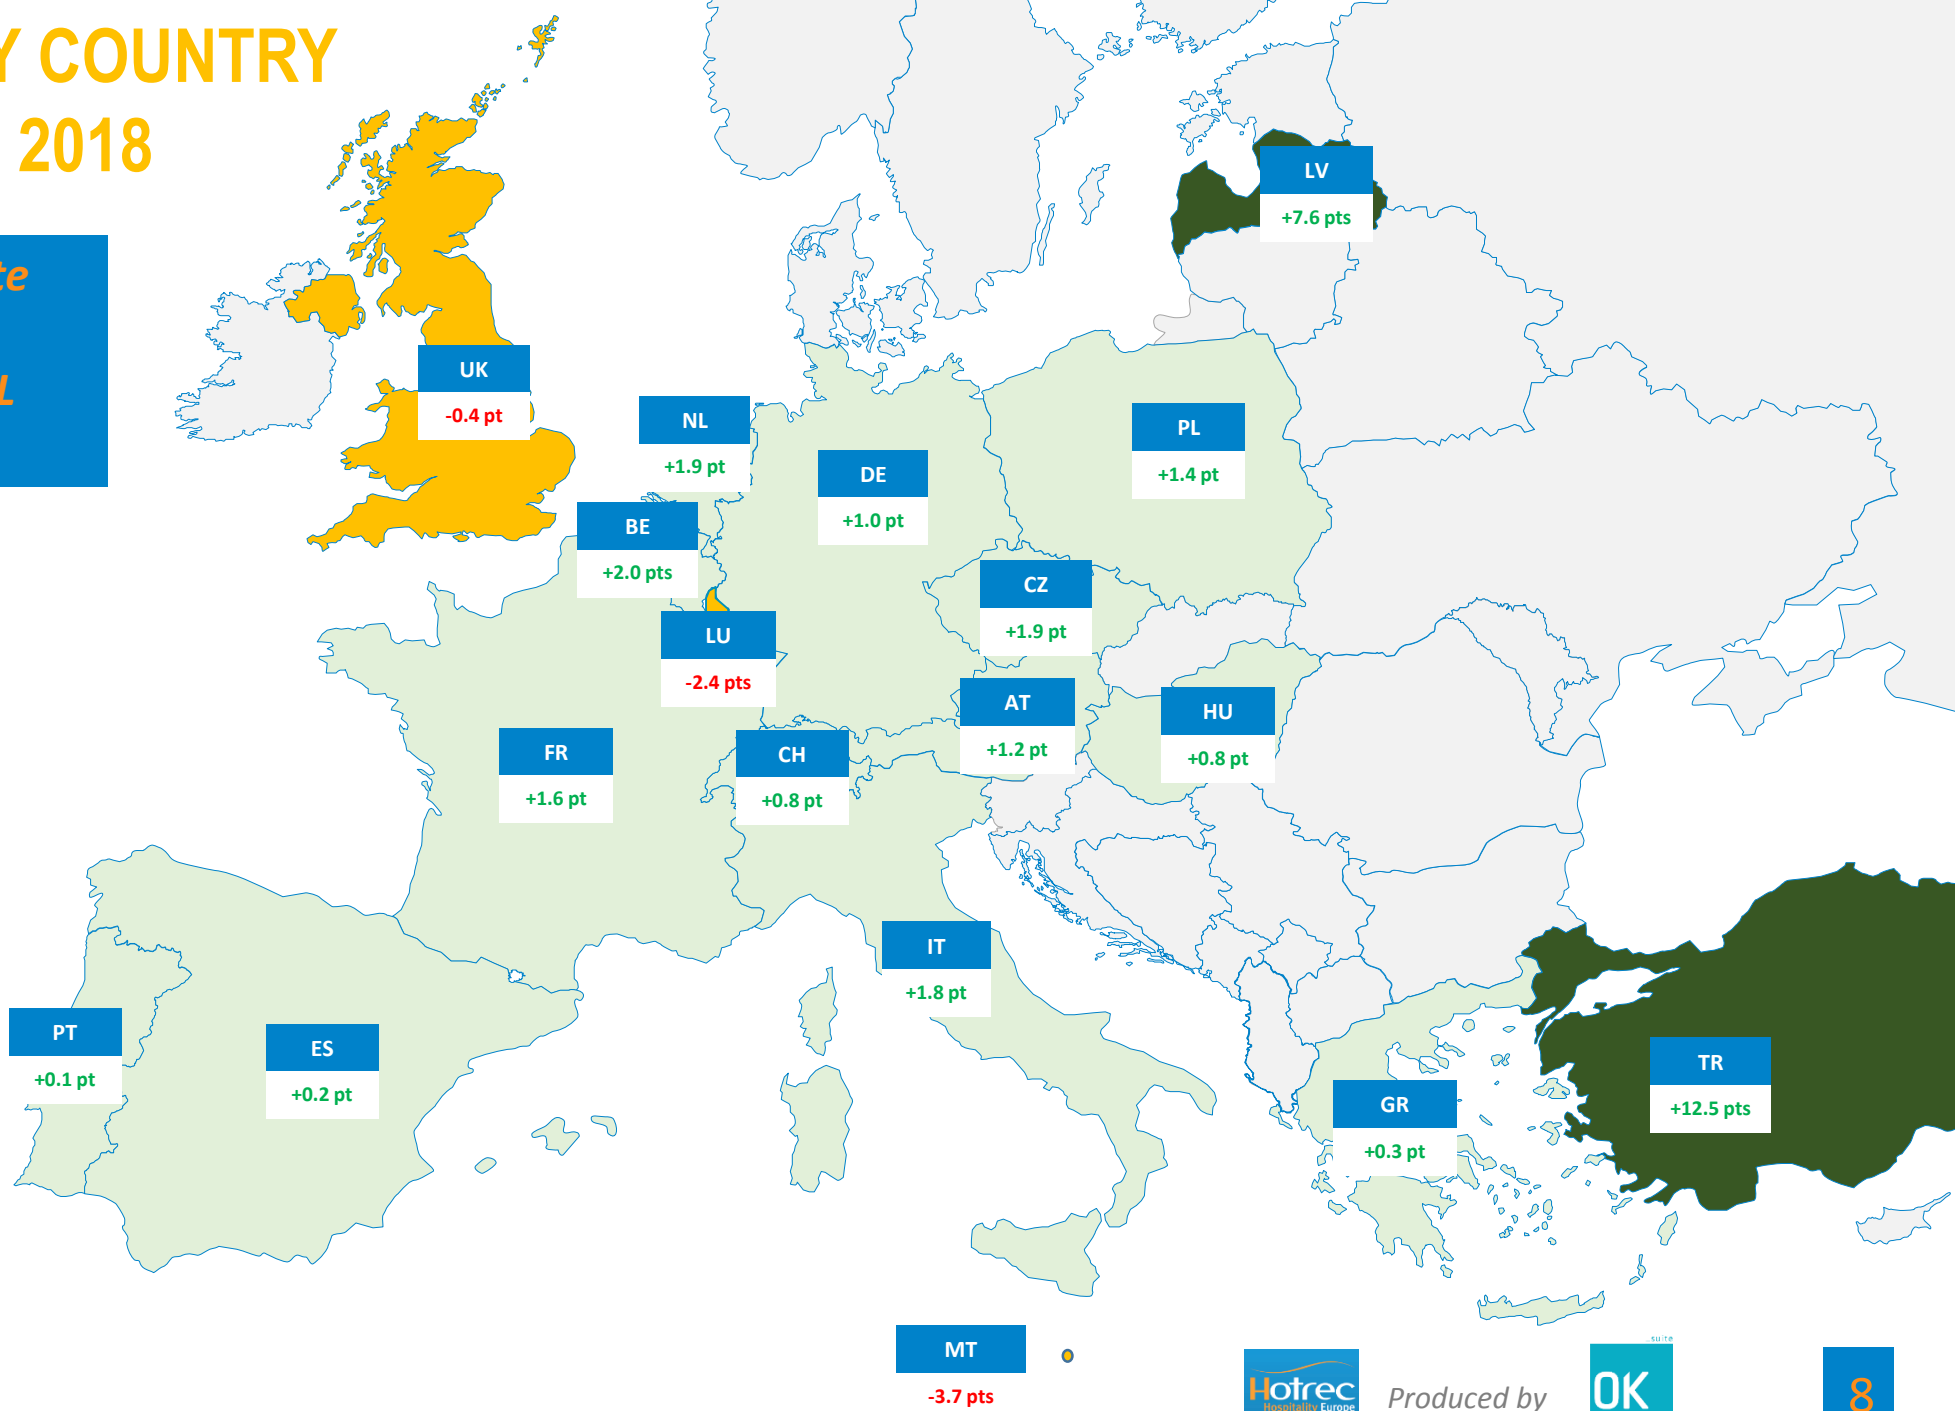 Y COUNTRY
2018
te
L
UK
-0.4 pt
LV
+7.6 pts
NL
+1.9 pt
PL
+1.4 pt
DE
+1.0 pt
BE
+2.0 pts
CZ
+1.9 pt
LU
-2.4 pts
AT
+1.2 pt
HU
+0.8 pt
FR
+1.6 pt
CH
+0.8 pt
IT
+1.8 pt
PT
+0.1 pt
ES
+0.2 pt
GR
+0.3 pt
TR
+12.5 pts
MT
-3.7 pts
Hotrec
Hospitality Europe
Produced by
suite
OK
8